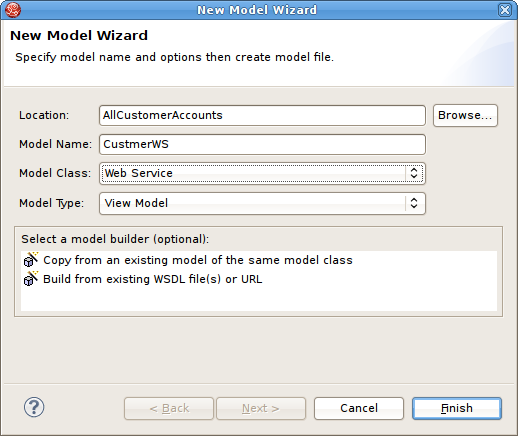 New Model Wizard
New Model Wizard
Specify model name and options then create model file.
Location: AllCustomerAccounts Browse...
Model Name: CustmerWS
Model Class: Web Service
Model Type: View Model
Select a model builder (optional):
Copy from an existing model of the same model class
Build from existing WSDL file(s) or URL
? < Back Next > Cancel Finish